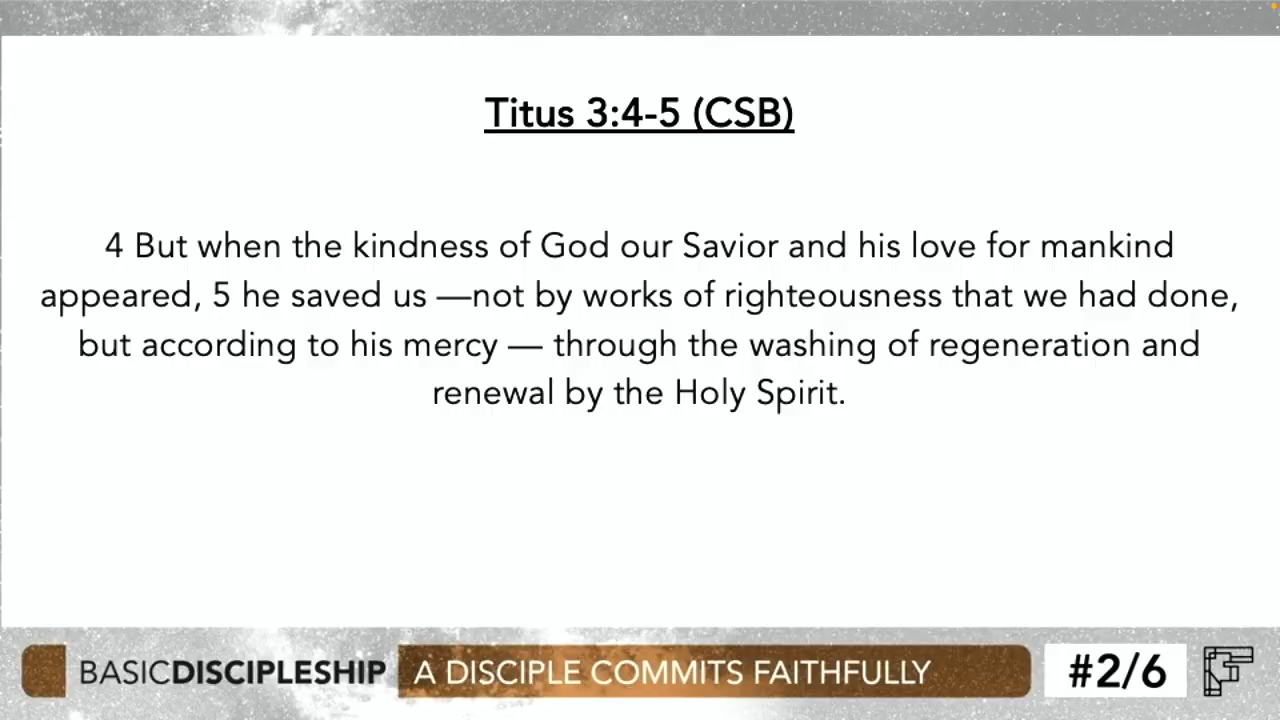 Titus 3:4-5 (CSB)
4 But when the kindness of God our Savior and his love for mankind
appeared, 5 he saved us —not by works of righteousness that we had done,
but according to his mercy — through the washing of regeneration and
renewal by the Holy Spirit.
BASICDISCIPLESHIP A DISCIPLE COMMITS FAITHFULLY #2/6